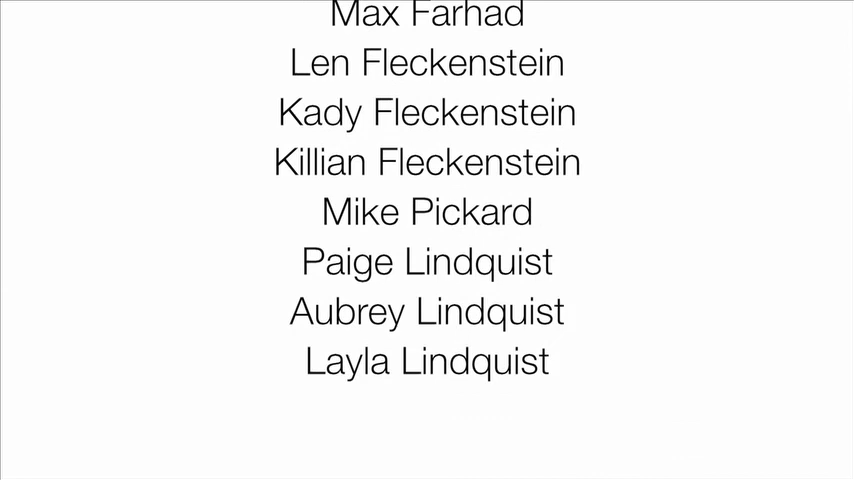 Max Farhad
Len Fleckenstein
Kady Fleckenstein
Killian Fleckenstein
Mike Pickard
Paige Lindquist
Aubrey Lindquist
Layla Lindquist